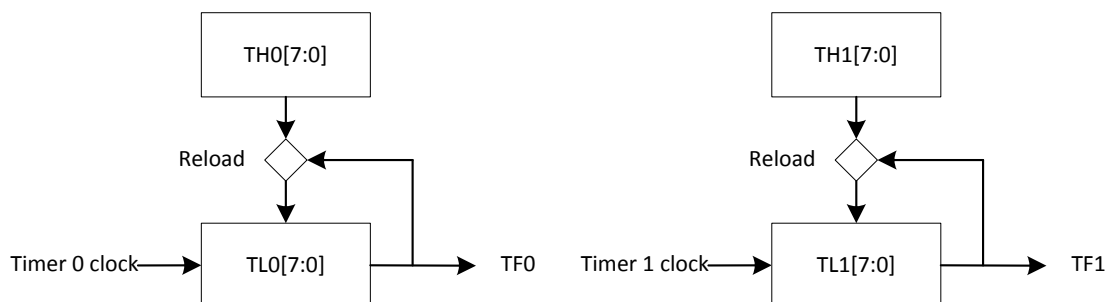 TH0[7:0]
TH1[7:0]
Reload
Reload
Timer 0 clock
TL0[7:0]
TF0
Timer 1 clock
TL1[7:0]
TF1